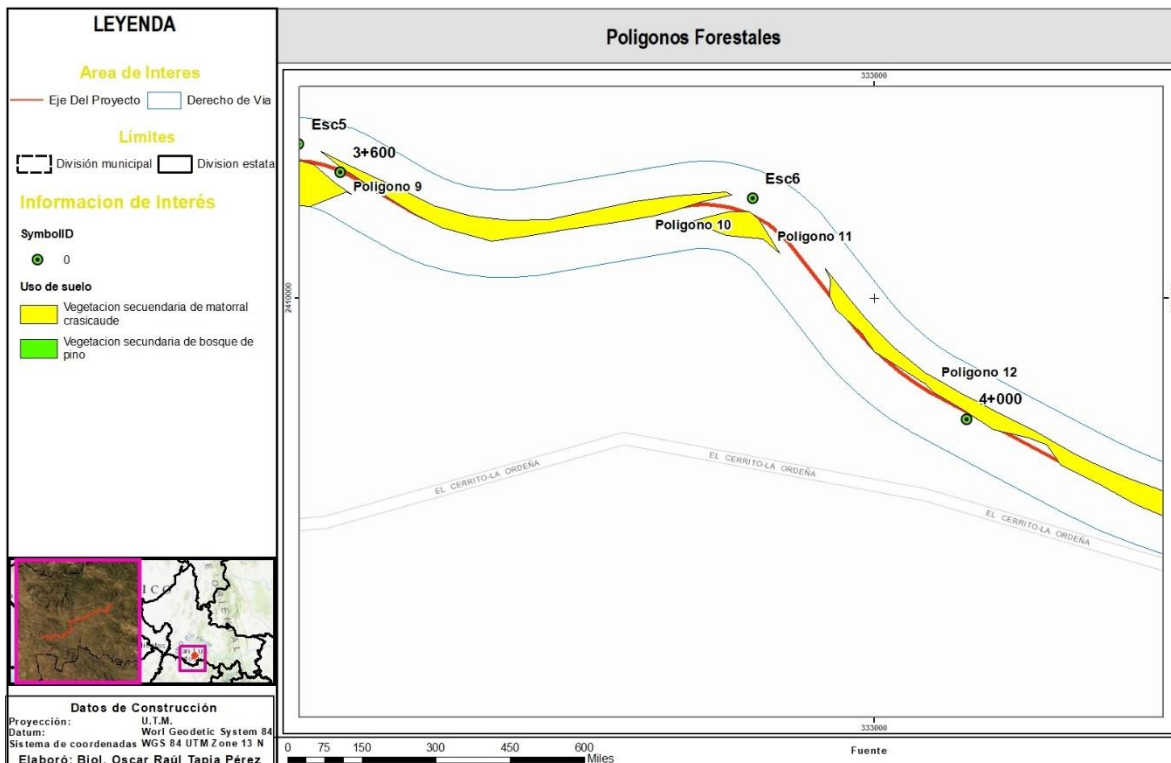 LEYENDA
Area de Interes
Eje Del Proyecto
Derecho de Via
Límites
División municipal
Division estata
Informacion de Interés
SymbolID
0
Uso de suelo
Vegetacion secuendaria de matorral
crasicaude
Vegetacion secundaria de bosque de
pino
Datos de Construcción
Proyección: U.T.M.
Datum: Worl Geodetic System 84
Sistema de coordenadas WGS 84 UTM Zone 13 N
Elaboró: Biol. Oscar Raúl Tapia Pérez
Poligonos Forestales
333000
Esc5
3+600
Poligono 9
Esc6
Poligono 10
Poligono 11
2410000
Poligono 12
4+000
EL CERRITO-LA ORDEÑA
EL CERRITO-LA ORDEÑA
EL CERRITO-LA ORDEÑA
333000
0 75 150 300 450 600
Miles
Fuente